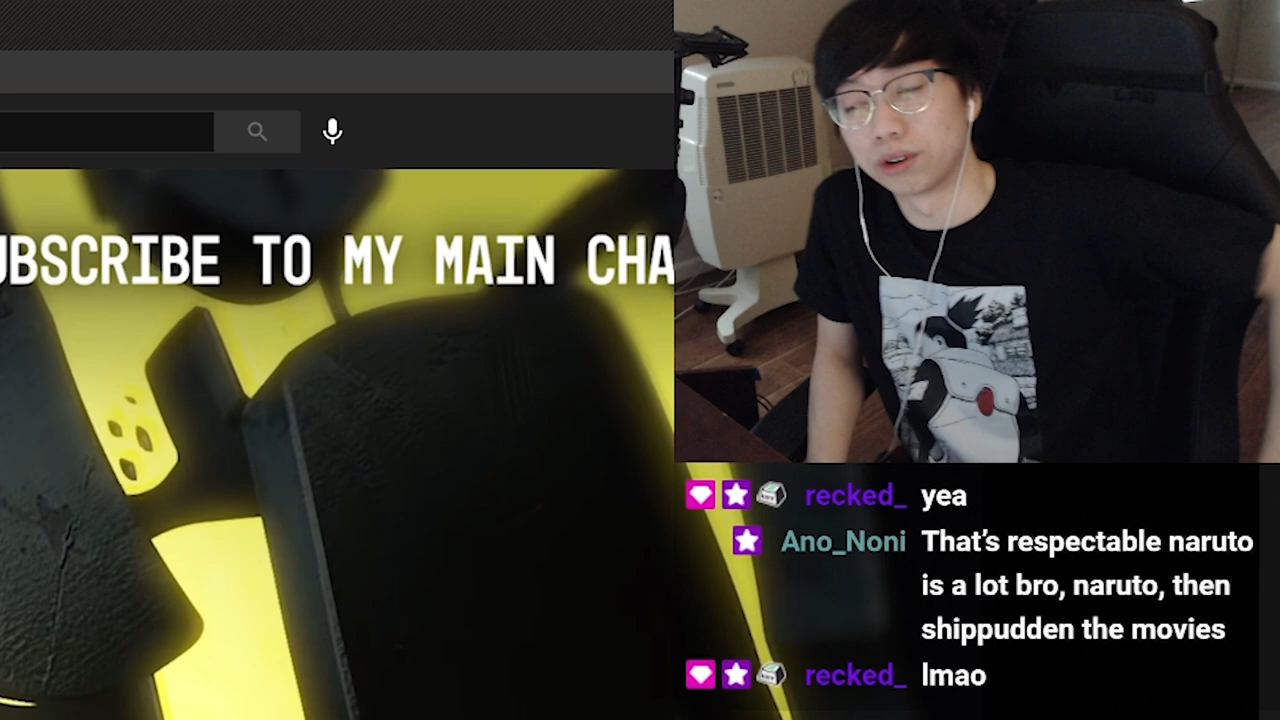 UBSCRIBE TO MY MAIN CHA
recked_ yea
Ano_Noni That’s respectable naruto
is a lot bro, naruto, then
shippudden the movies
recked_ lmao